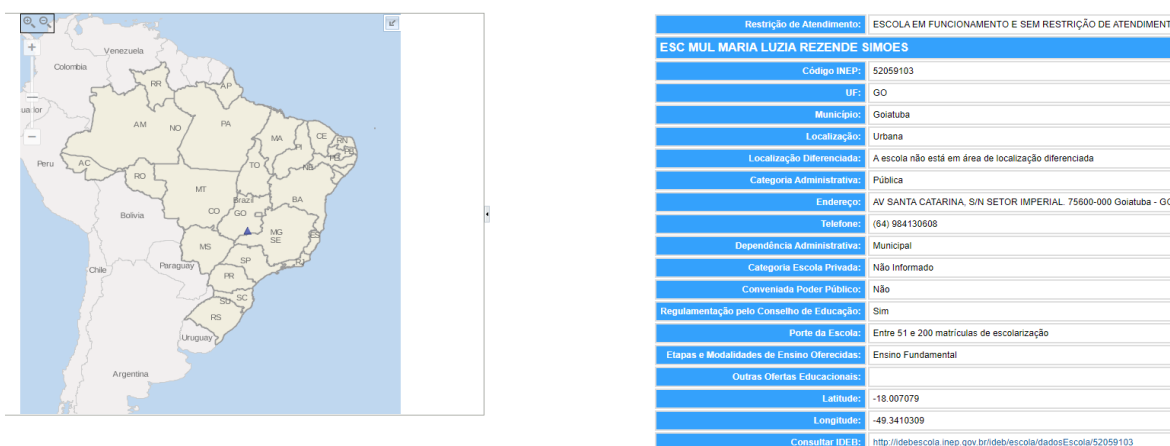 Venezuela
Colombia
RR
AP
AM
NO
PA
MA
CE
RN
PI
Peru
AC
TO
RO
MT
BA
Brazil
Bolivia
CO
GO
MG
SE
ES
MS
SP
RJ
Chile
Paraguay
PR
SU
SC
RS
Uruguay
Argentina
Restrição de Atendimento: ESCOLA EM FUNCIONAMENTO E SEM RESTRIÇÃO DE ATENDIMENT
ESC MUL MARIA LUZIA REZENDE SIMOES
Código INEP: 52059103
UF: GO
Município: Goiatuba
Localização: Urbana
Localização Diferenciada: A escola não está em área de localização diferenciada
Categoria Administrativa: Pública
Endereço: AV SANTA CATARINA, S/N SETOR IMPERIAL. 75600-000 Goiatuba - GO
Telefone: (64) 984130608
Dependência Administrativa: Municipal
Categoria Escola Privada: Não Informado
Conveniada Poder Público: Não
Regulamentação pelo Conselho de Educação: Sim
Porte da Escola: Entre 51 e 200 matrículas de escolarização
Etapas e Modalidades de Ensino Oferecidas: Ensino Fundamental
Outras Ofertas Educacionais:
Latitude: -18.007079
Longitude: -49.3410309
Consultar IDEB: http://idebescola.inep.gov.br/ideb/escola/dadosEscola/52059103